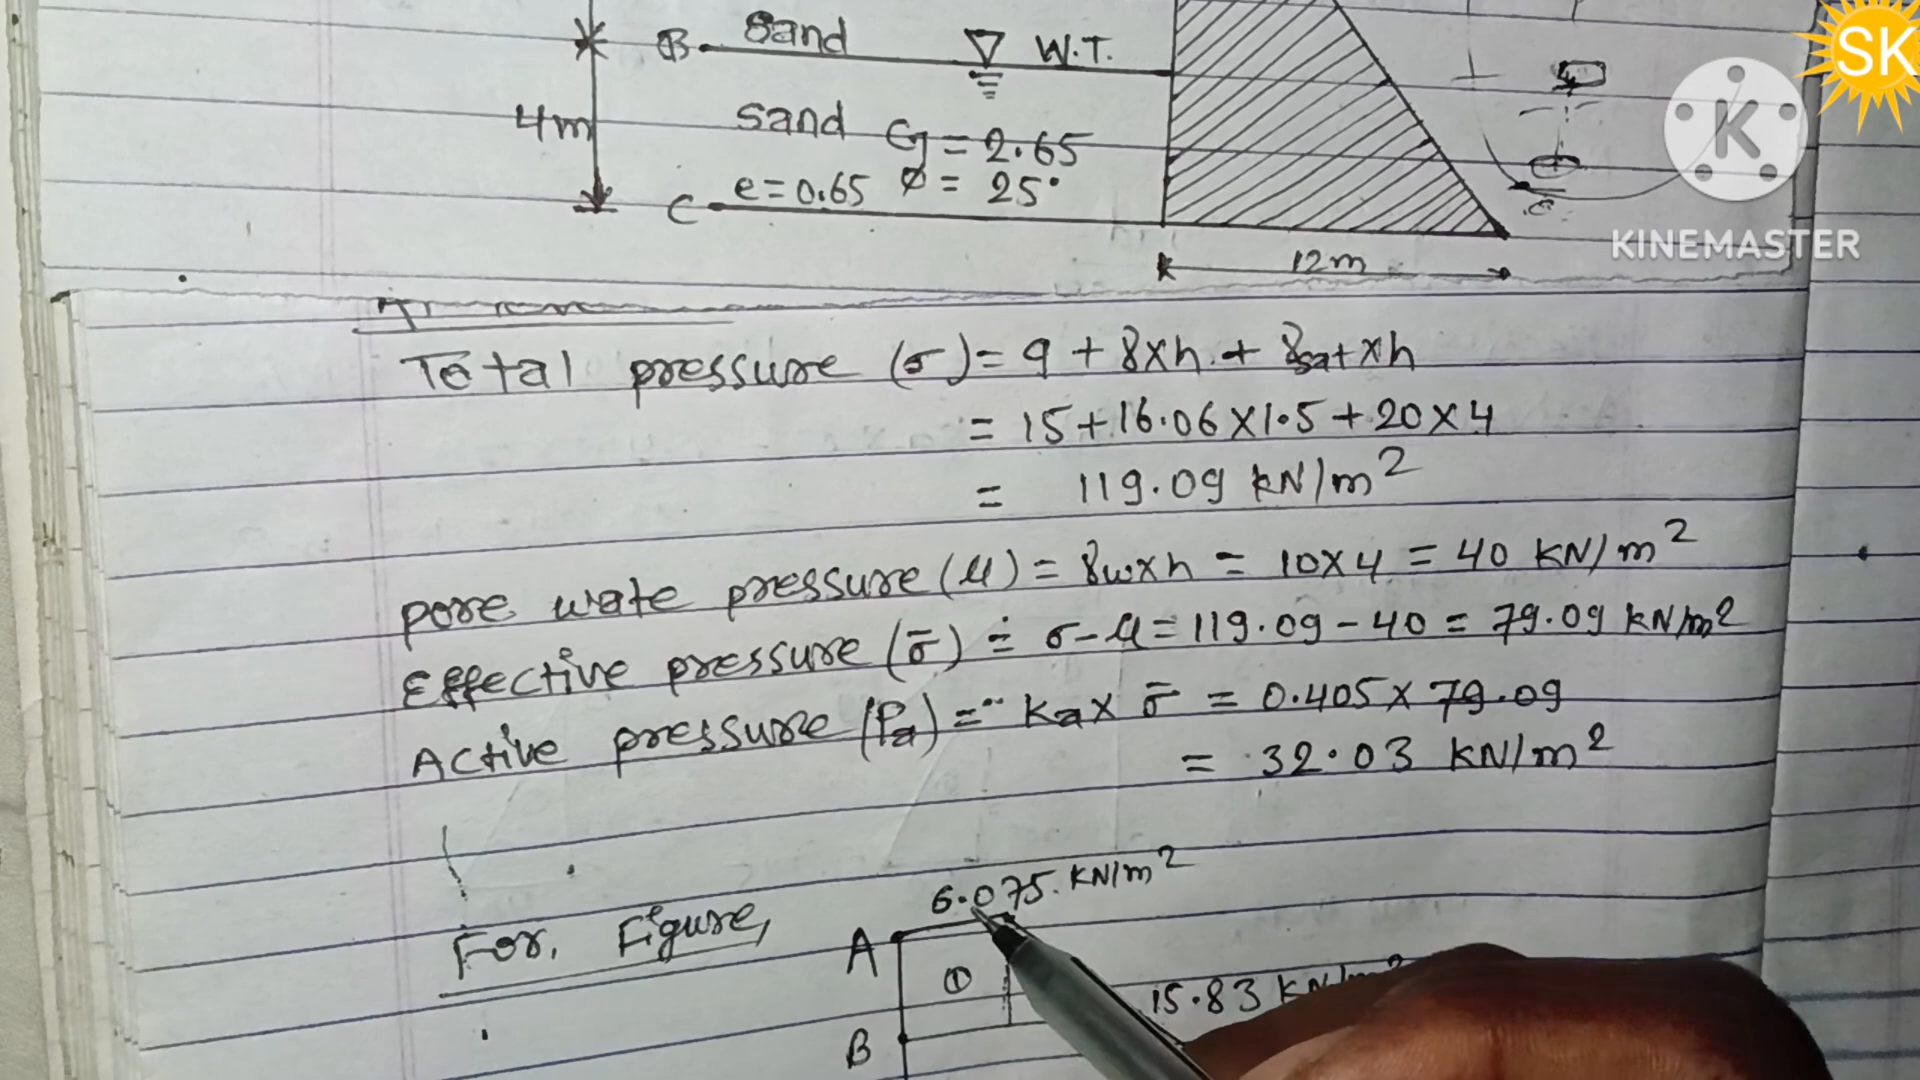 B Sand W.T.
4m sand G = 2.65
C e = 0.65 ϕ = 25°
12m
SK
K
KINEMASTER
Total pressure (σ) = q + γ×h + γsat×h
= 15 + 16.06 × 1.5 + 20 × 4
= 119.09 kN/m²
Pore wate pressure (u) = γw×h = 10×4 = 40 KN/m²
Effective pressure (σ̄) = σ-u = 119.09 - 40 = 79.09 kN/m²
Active pressure (Pa) = ka × σ̄ = 0.405 × 79.09
= 32.03 KN/m²
For, Figure,
6.075 KN/m²
A ①
15.83 KN/m²
B